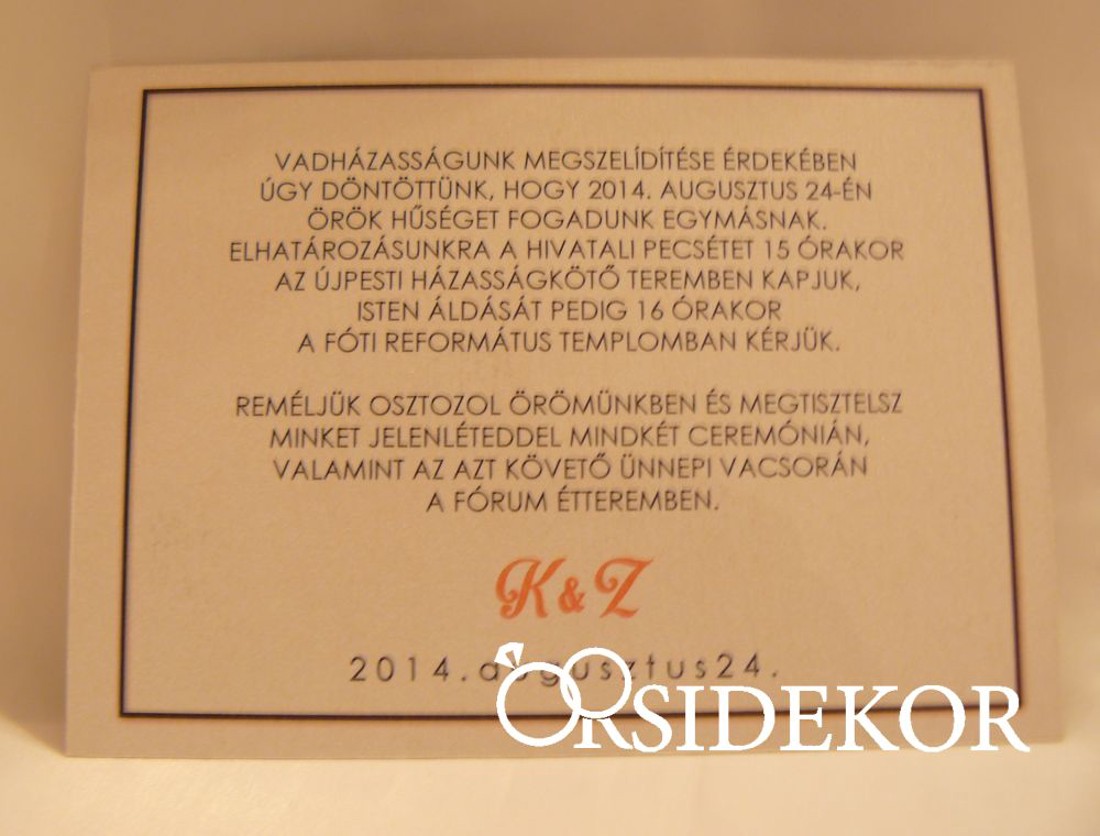 VADHÁZASSÁGUNK MEGSZELÍDÍTÉSE ÉRDEKÉBEN
ÚGY DÖNTÖTTÜNK, HOGY 2014. AUGUSZTUS 24-ÉN
ÖRÖK HŰSÉGET FOGADUNK EGYMÁSNAK.
ELHATÁROZÁSUNKRA A HIVATALI PECSÉTET 15 ÓRAKOR
AZ ÚJPESTI HÁZASSÁGKÖTŐ TEREMBEN KAPJUK,
ISTEN ÁLDÁSÁT PEDIG 16 ÓRAKOR
A FÓTI REFORMÁTUS TEMPLOMBAN KÉRJÜK.
REMÉLJÜK OSZTOZOL ÖRÖMÜNKBEN ÉS MEGTISZTELSZ
MINKET JELENLÉTEDDEL MINDKÉT CEREMÓNIÁN,
VALAMINT AZ AZT KÖVETŐ ÜNNEPI VACSORÁN
A FÓRUM ÉTTEREMBEN.
K & Z
2014.augusztus24.
ORSIDEKOR